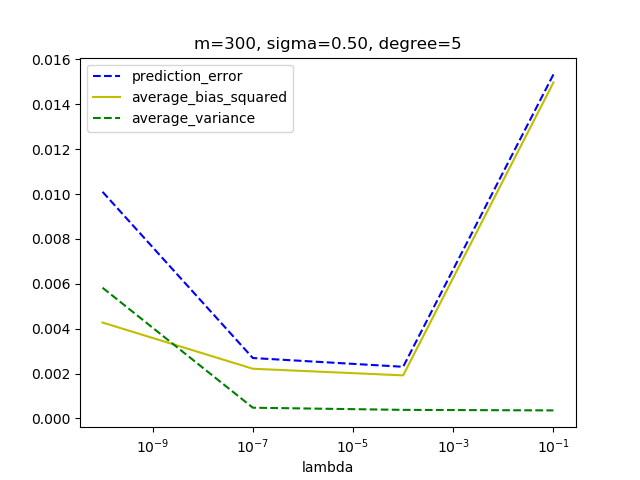 m=300, sigma=0.50, degree=5
prediction_error
average_bias_squared
average_variance
0.016
0.014
0.012
0.010
0.008
0.006
0.004
0.002
0.000
10⁻⁹
10⁻⁷
10⁻⁵
10⁻³
10⁻¹
lambda